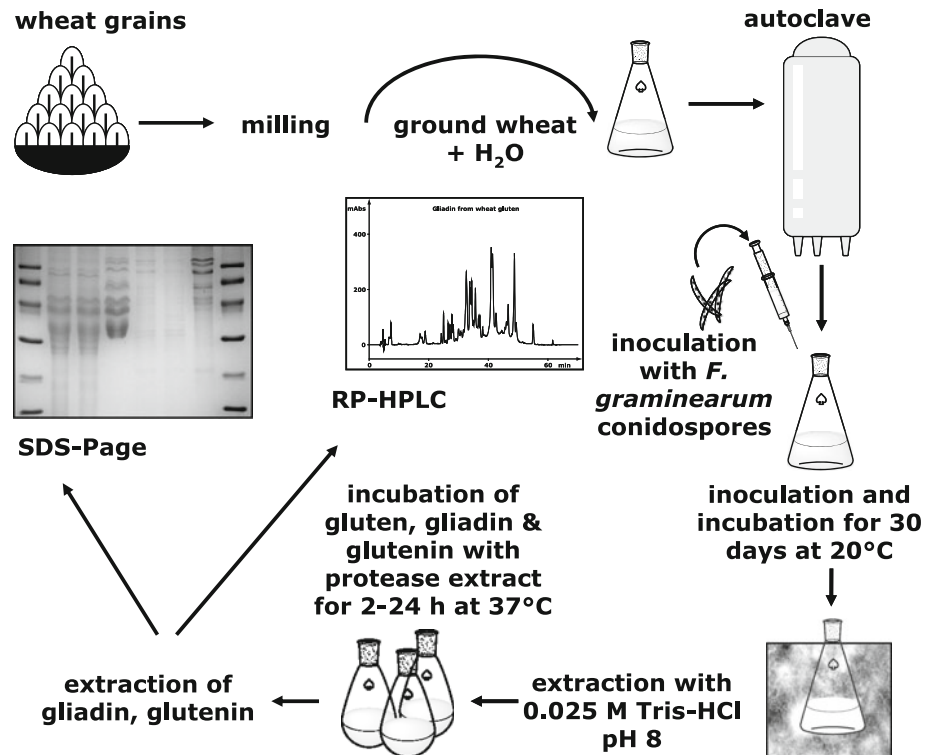 wheat grains
autoclave
milling
ground wheat
+ H₂O
mAbs
Gliadin from wheat gluten
400
200
0
0
20
40
60
min
RP-HPLC
SDS-Page
inoculation
with F.
graminearum
conidospores
inoculation and
incubation for 30
days at 20°C
incubation of
gluten, gliadin &
glutenin with
protease extract
for 2-24 h at 37°C
extraction with
0.025 M Tris-HCl
pH 8
extraction of
gliadin, glutenin